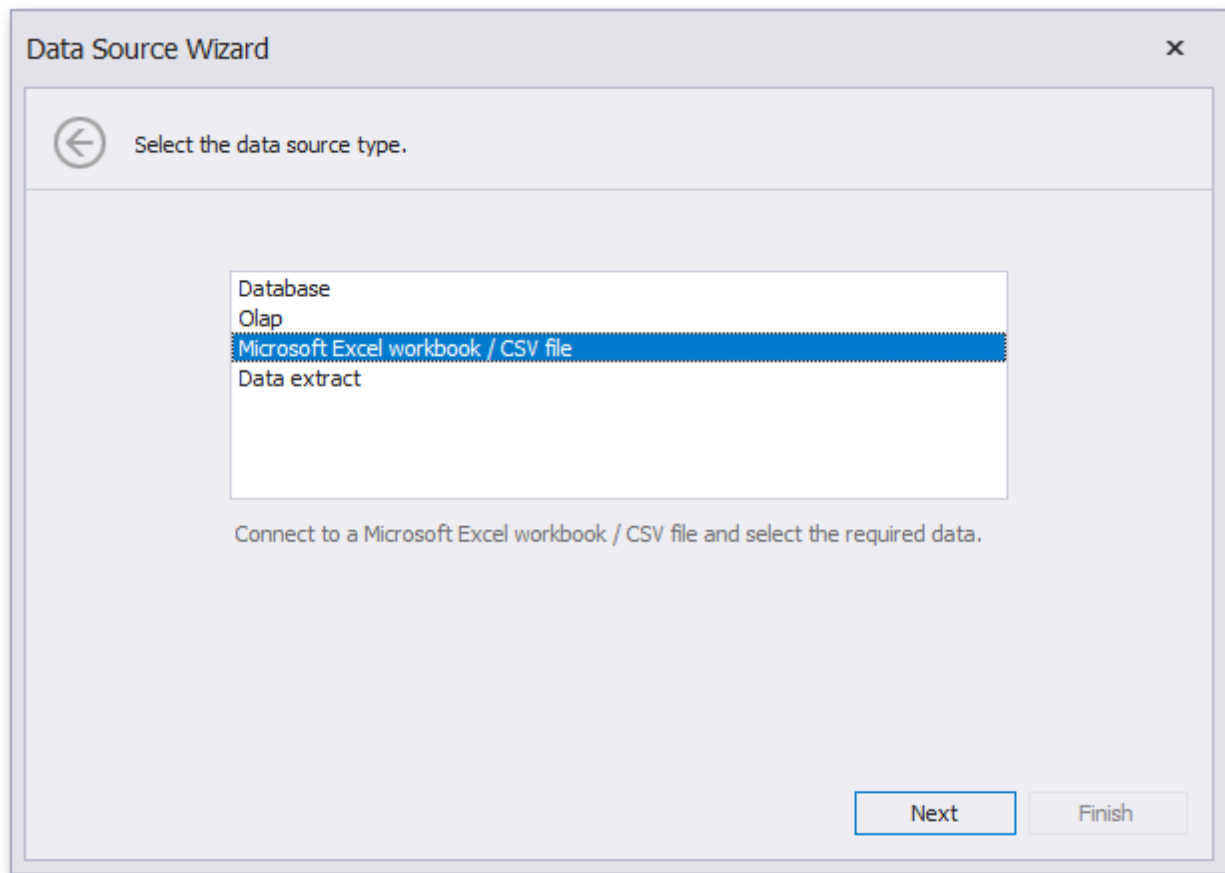 Data Source Wizard
Select the data source type.
Database
Olap
Microsoft Excel workbook / CSV file
Data extract
Connect to a Microsoft Excel workbook / CSV file and select the required data.
Next
Finish